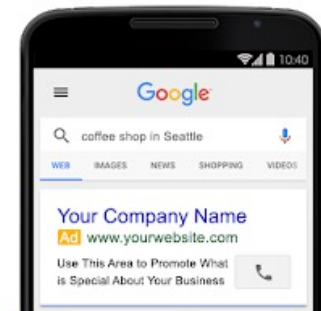 10:40
Google
coffee shop in Seattle
WEB IMAGES NEWS SHOPPING VIDEOS
Your Company Name
Ad www.yourwebsite.com
Use This Area to Promote What
is Special About Your Business